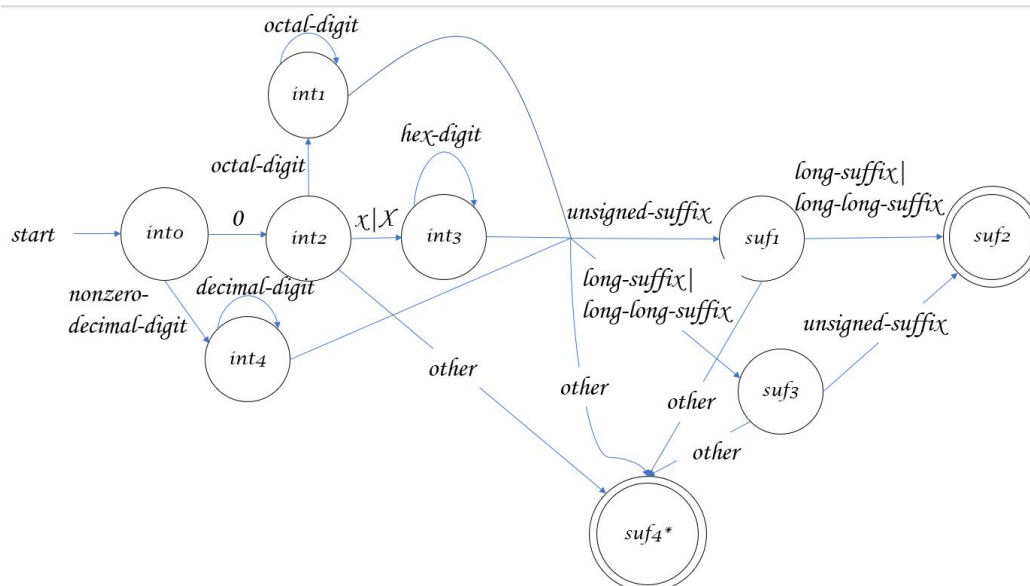 octal-digit
int1
octal-digit
hex-digit
start
int0
0
int2
x|X
int3
unsigned-suffix
suf1
long-suffix|
long-long-suffix
suf2
nonzero-
decimal-digit
decimal-digit
int4
long-suffix|
long-long-suffix
unsigned-suffix
suf3
other
other
other
other
suf4*